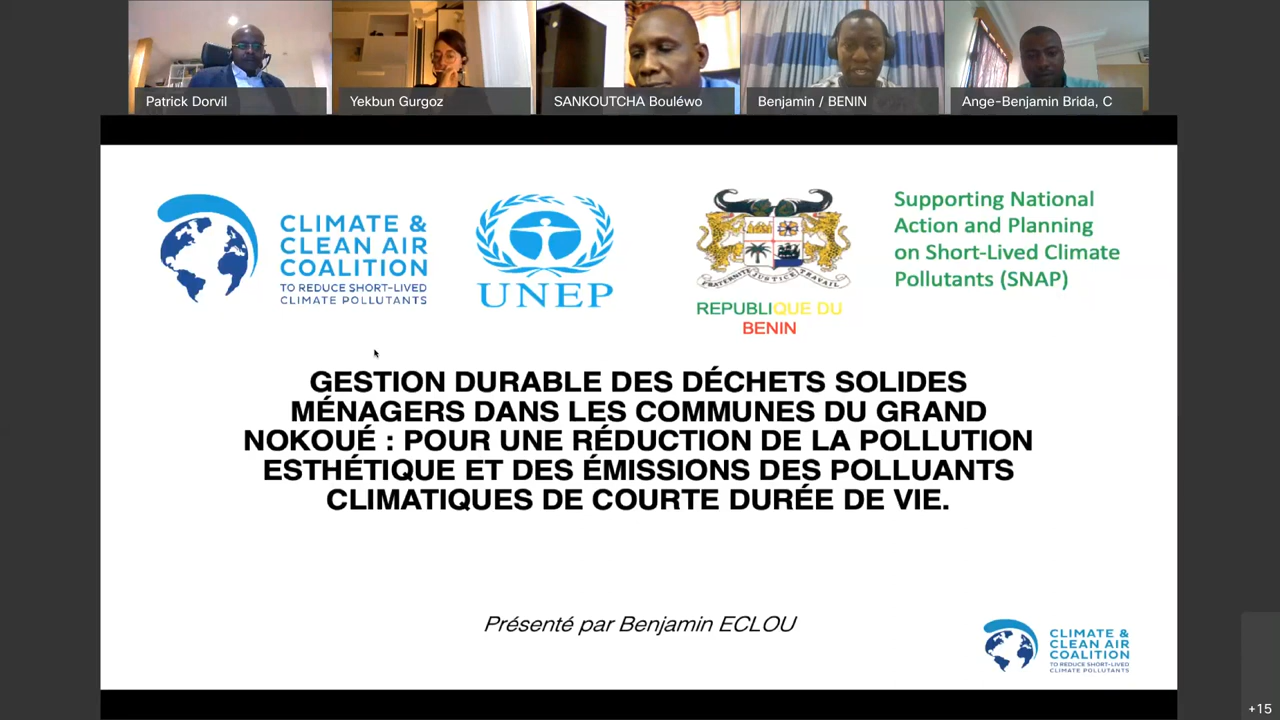 Patrick Dorvil
Yekbun Gurgoz
SANKOUTCHA Bouléwo
Benjamin / BENIN
Ange-Benjamin Brida, C
CLIMATE &
CLEAN AIR
COALITION
TO REDUCE SHORT-LIVED
CLIMATE POLLUTANTS
UNEP
FRATERNITE JUSTICE TRAVAIL
REPUBLIQUE DU
BENIN
Supporting National
Action and Planning
on Short-Lived Climate
Pollutants (SNAP)
GESTION DURABLE DES DÉCHETS SOLIDES
MÉNAGERS DANS LES COMMUNES DU GRAND
NOKOUÉ : POUR UNE RÉDUCTION DE LA POLLUTION
ESTHÉTIQUE ET DES ÉMISSIONS DES POLLUANTS
CLIMATIQUES DE COURTE DURÉE DE VIE.
Présenté par Benjamin ECLOU
CLIMATE &
CLEAN AIR
COALITION
TO REDUCE SHORT-LIVED
CLIMATE POLLUTANTS
+15